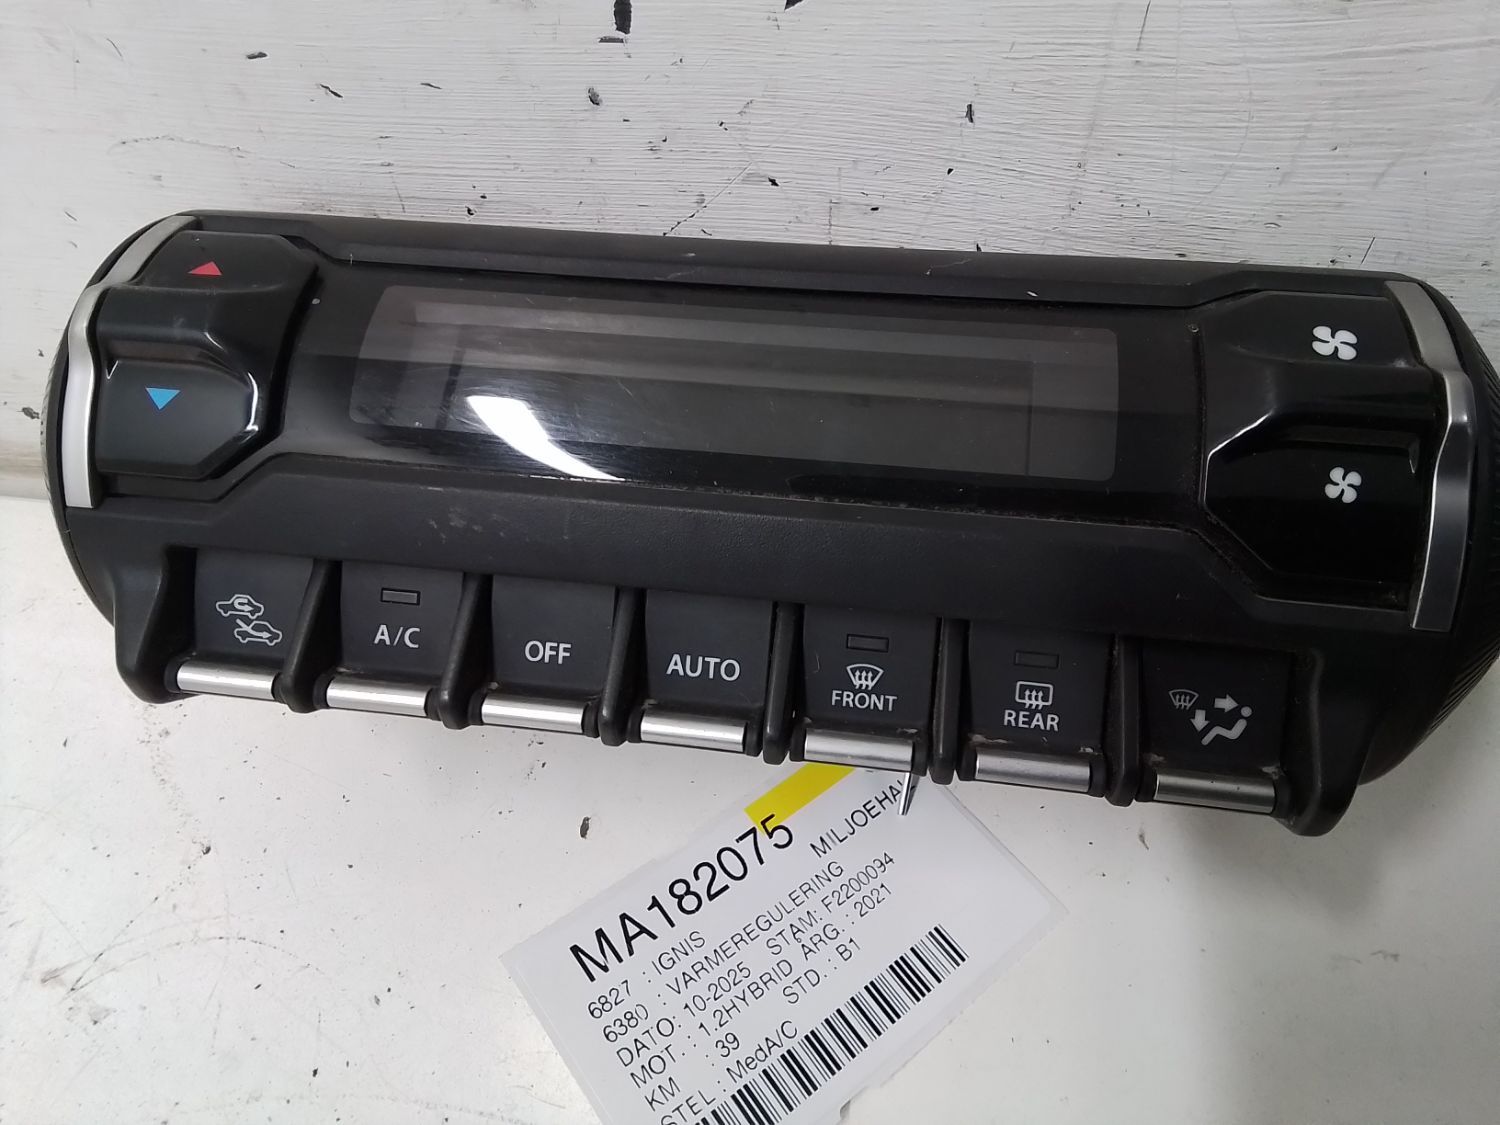 A/C
OFF
AUTO
FRONT
REAR
MA182075
MILJOEHAL
6827 : IGNIS
6380 : VARMEREGULERING
DATO: 10-2025 STAM: F2200094
MOT. : 1.2HYBRID ÅRG. : 2021
KM : 39 STD. : B1
STEL : MedA/C